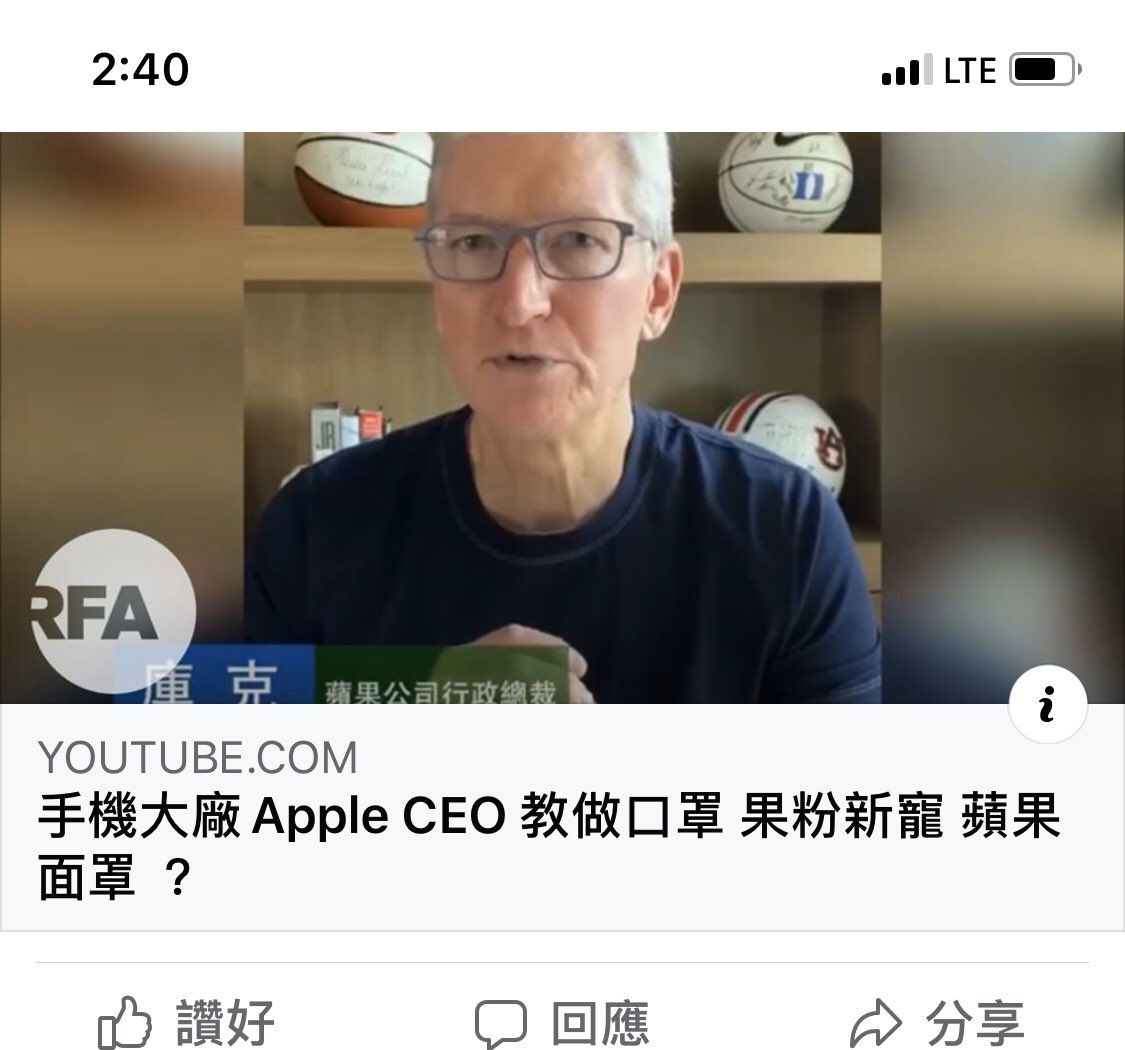 2:40 LTE
JR
RFA
庫克 蘋果公司行政總裁
YOUTUBE.COM
手機大廠 Apple CEO 教做口罩 果粉新寵 蘋果
面罩 ？
讚好 回應 分享